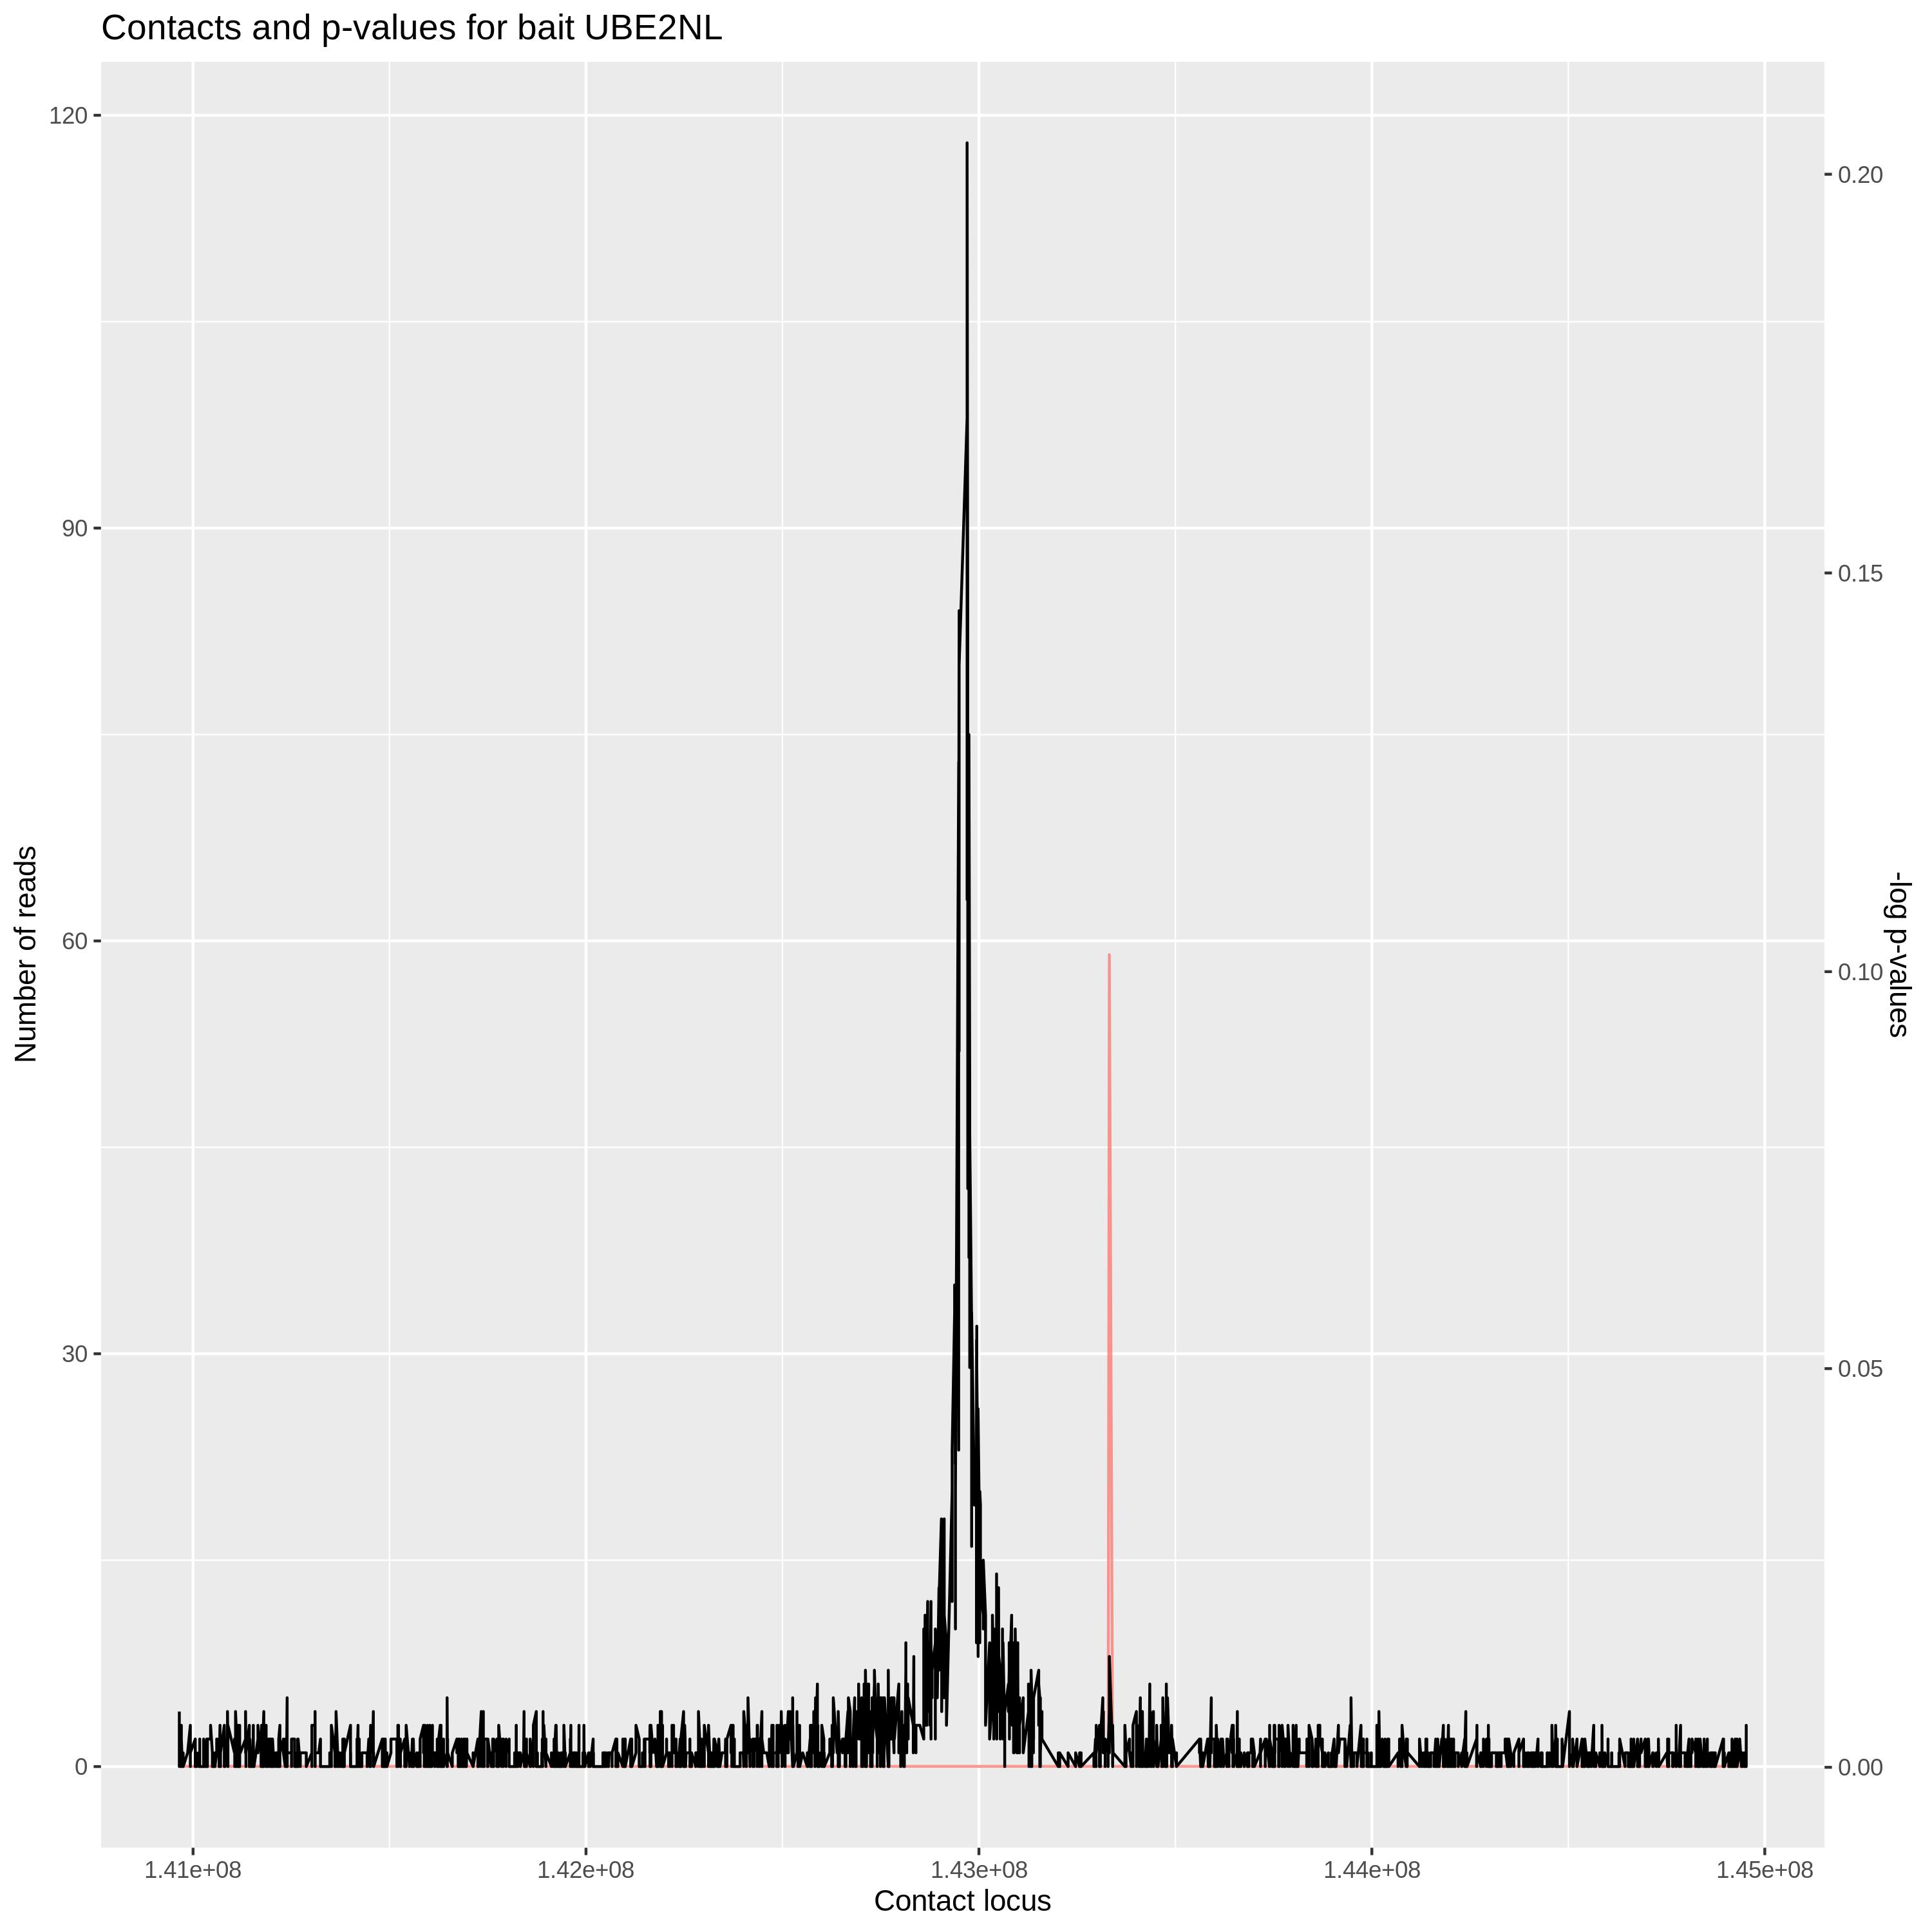 Contacts and p-values for bait UBE2NL
120
90
60
30
0
Number of reads
0.20
0.15
0.10
0.05
0.00
-log p-values
1.41e+08
1.42e+08
1.43e+08
1.44e+08
1.45e+08
Contact locus